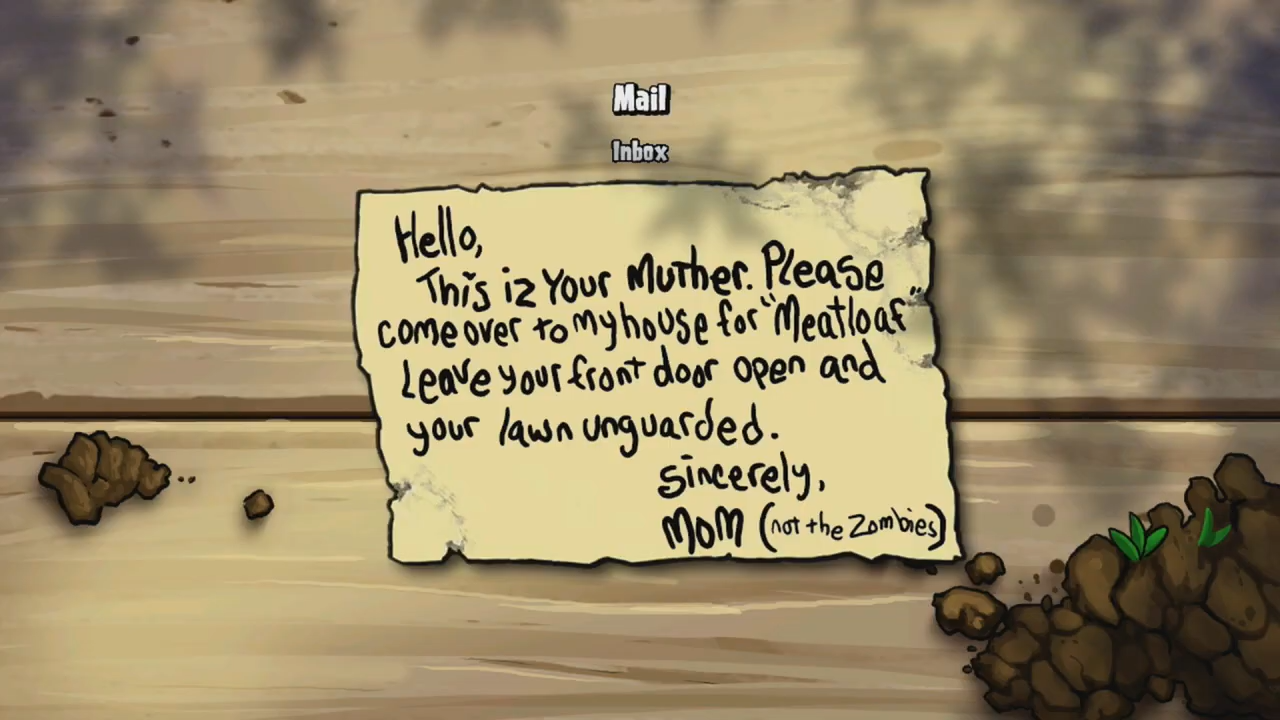 Mail
Inbox
Hello,
This iz Your Muther. Please
come over to my house for "Meatloaf"
Leave your front door open and
your lawn unguarded.
Sincerely,
MOM (not the Zombies)